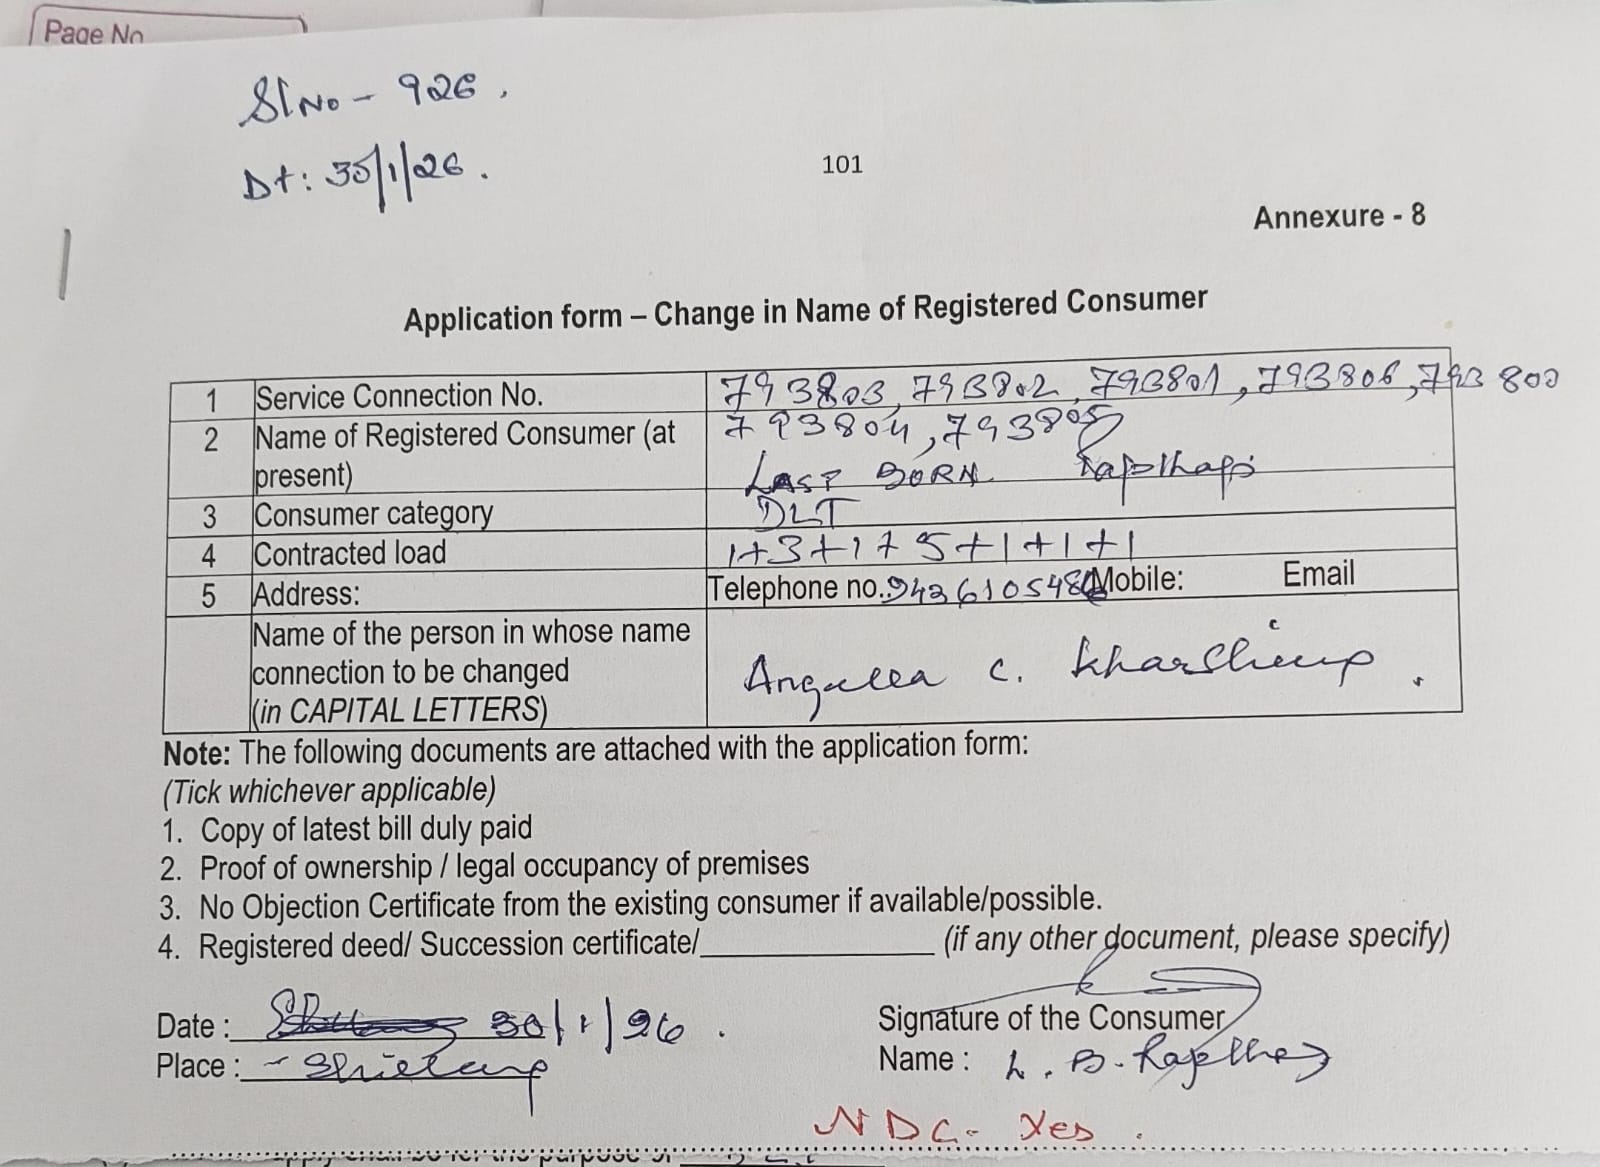 Page No
Sl No - 926.
Dt: 30/1/26.
101
Annexure - 8
Application form – Change in Name of Registered Consumer
1 Service Connection No. 793803, 793802, 793801, 793806, 793800
793804, 793805
2 Name of Registered Consumer (at
present) LAST BORN
3 Consumer category DLT
4 Contracted load 1+3+1+5+1+1+1
5 Address: Telephone no. Mobile: Email
Name of the person in whose name
connection to be changed
(in CAPITAL LETTERS) C. Kharshiing.
Note: The following documents are attached with the application form:
(Tick whichever applicable)
1. Copy of latest bill duly paid
2. Proof of ownership / legal occupancy of premises
3. No Objection Certificate from the existing consumer if available/possible.
4. Registered deed/ Succession certificate/______________ (if any other document, please specify)
Date : 30/1/26.
Signature of the Consumer
Place : - Shillong
Name : L. B.
NDC - Yes.